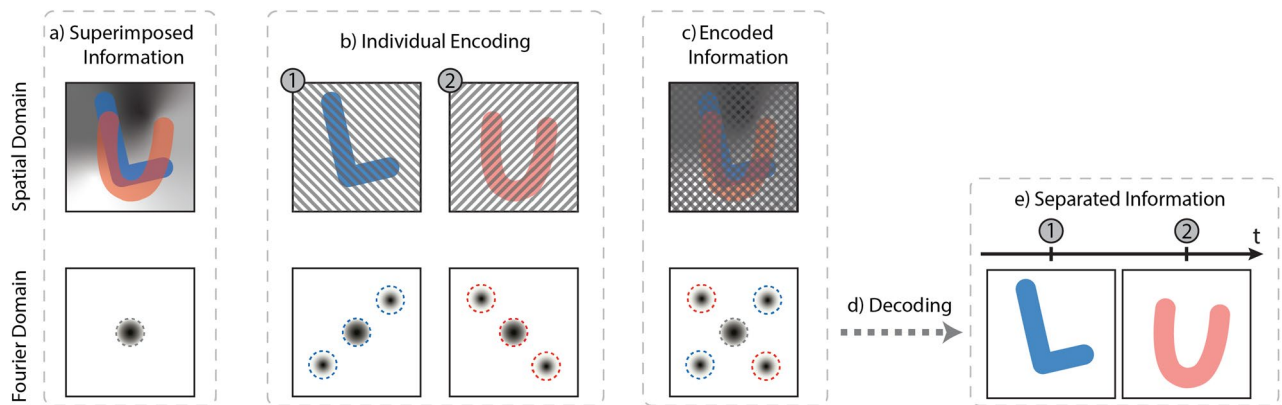 a) Superimposed
Information
b) Individual Encoding
c) Encoded
Information
Spatial Domain
1
2
L
U
Fourier Domain
d) Decoding
e) Separated Information
1
2
t
L
U